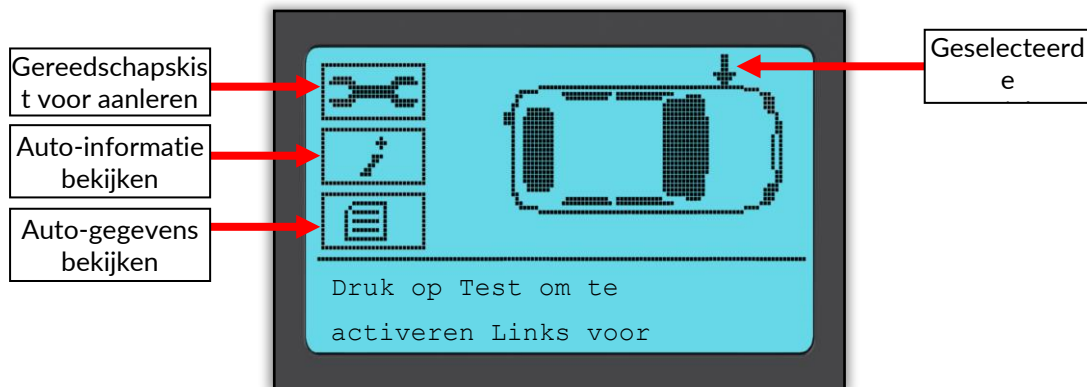 Gereedschapskis
t voor aanleren
Auto-informatie
bekijken
Auto-gegevens
bekijken
Geselecteerd
e
Druk op Test om te
activeren Links voor